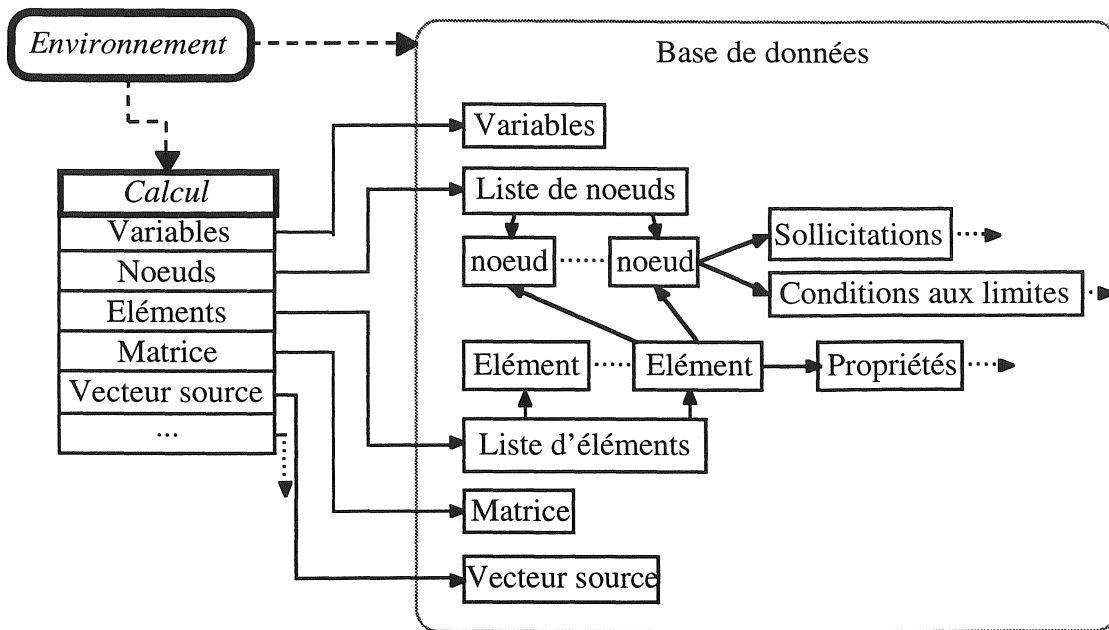 Environnement
Base de données
Calcul
Variables
Noeuds
Eléments
Matrice
Vecteur source
...
Variables
Liste de noeuds
noeud
noeud
Sollicitations
Conditions aux limites
Elément
Elément
Propriétés
Liste d'éléments
Matrice
Vecteur source